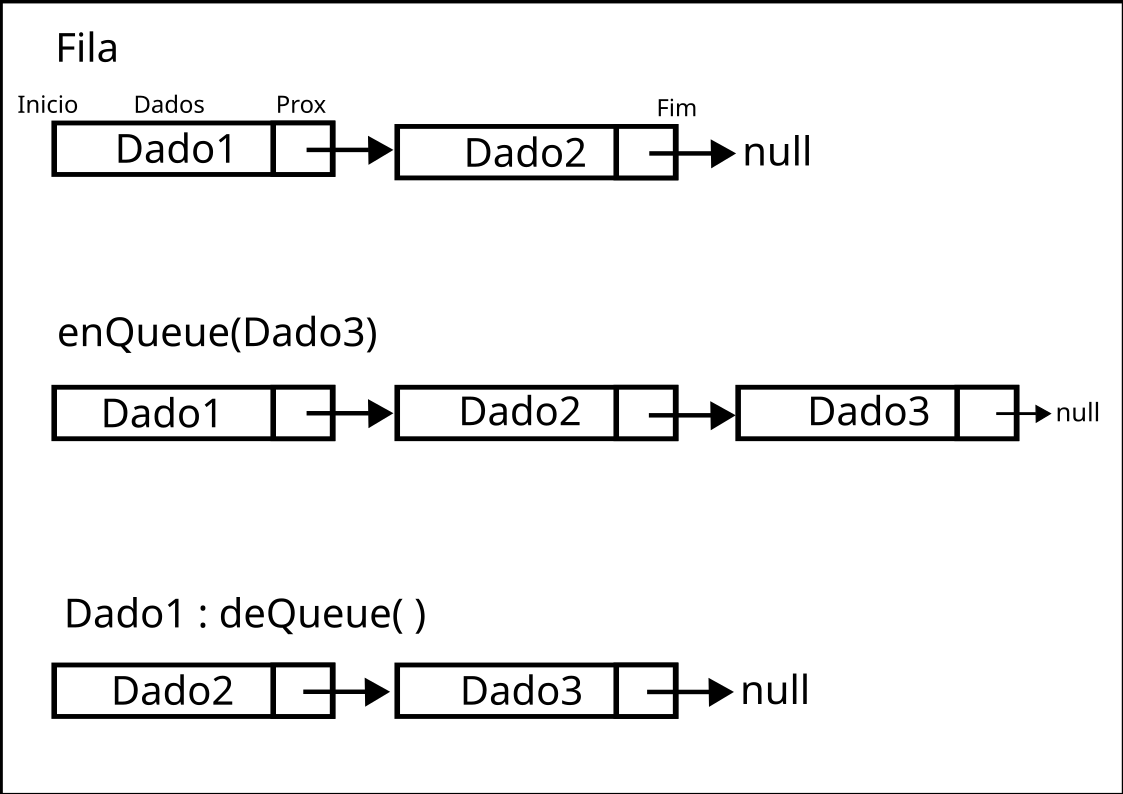 Fila
Inicio Dados Prox Fim
Dado1 Dado2 null
enQueue(Dado3)
Dado1 Dado2 Dado3 null
Dado1 : deQueue( )
Dado2 Dado3 null